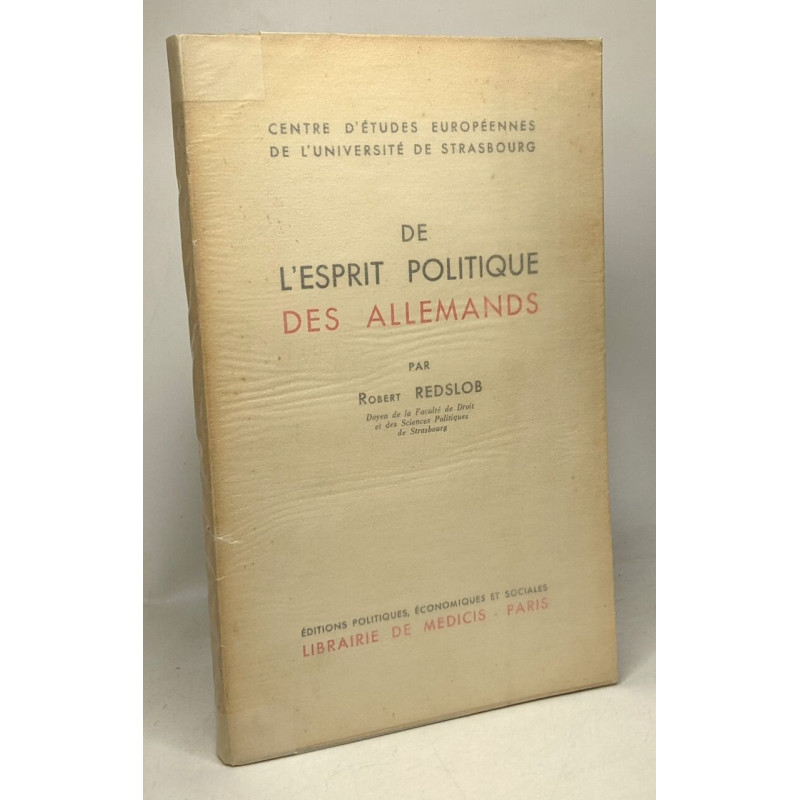 CENTRE D'ÉTUDES EUROPÉENNES
DE L'UNIVERSITÉ DE STRASBOURG
DE
L'ESPRIT POLITIQUE
DES ALLEMANDS
PAR
ROBERT REDSLOB
Doyen de la Faculté de Droit
et des Sciences Politiques
de Strasbourg
ÉDITIONS POLITIQUES, ÉCONOMIQUES ET SOCIALES
LIBRAIRIE DE MEDICIS - PARIS